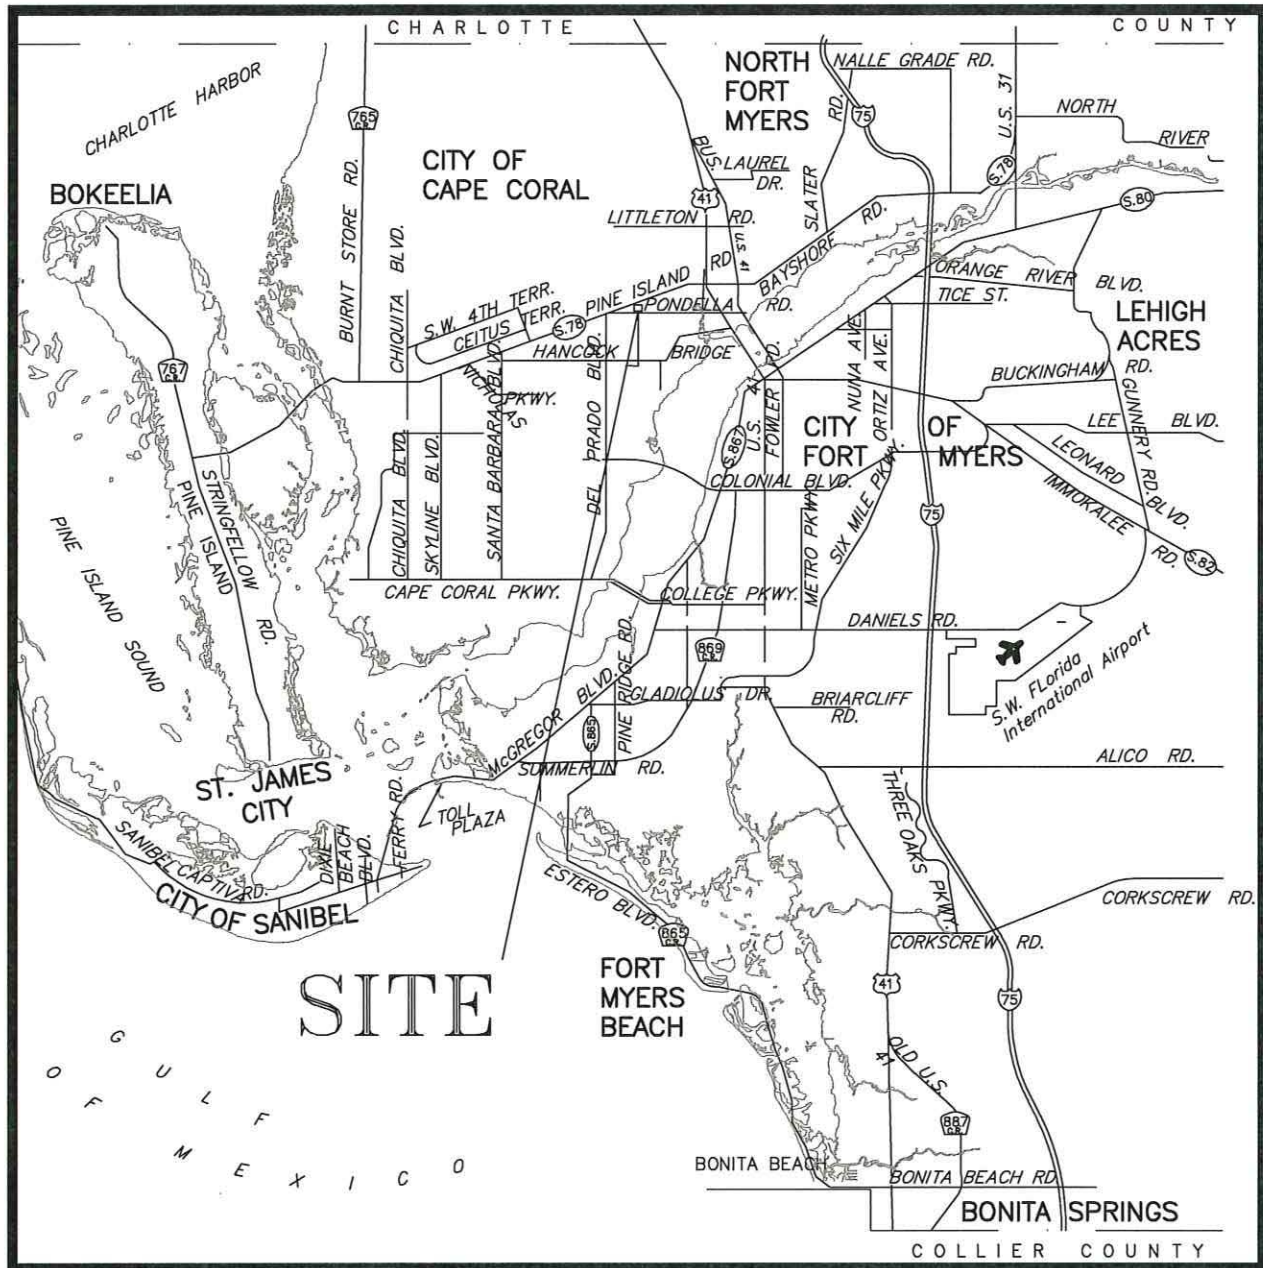 CHARLOTTE
COUNTY
CHARLOTTE HARBOR
BOKEELIA
765
C.R.
BURNT STORE RD.
CITY OF
CAPE CORAL
NORTH
FORT
MYERS
NALLE GRADE RD.
75
SLATER RD.
U.S. 31
NORTH
RIVER
S.78
S.80
BUS
41
LAUREL
DR.
LITTLETON RD.
U.S. 41
BAYSHORE RD.
CHIQUITA BLVD.
S.W. 4TH TERR.
CEITUS TERR.
S.78
PINE ISLAND RD
PONDELLA RD.
ORANGE RIVER BLVD.
TICE ST.
LEHIGH
ACRES
HANCOCK BRIDGE
PKWY.
NUNA AVE.
ORTIZ AVE.
BUCKINGHAM RD.
GUNNERY RD.
LEE BLVD.
LEONARD BLVD.
IMMOKALEE RD.
S.82
767
C.R.
STRINGFELLOW RD.
PINE ISLAND
PINE ISLAND SOUND
CHIQUITA BLVD.
SKYLINE BLVD.
SANTA BARBARA BLVD.
DEL PRADO BLVD.
S.867
U.S. 41
FOWLER RD.
CITY OF
FORT MYERS
COLONIAL BLVD.
METRO PKWY.
SIX MILE PKWY.
75
CAPE CORAL PKWY.
COLLEGE PKWY.
DANIELS RD.
869
C.R.
S.W. FLorida
International Airport
McGREGOR BLVD.
PINE RIDGE RD.
GLADIOLUS DR.
BRIARCLIFF
RD.
S.865
SUMMERLIN RD.
ALICO RD.
THREE OAKS PKWY.
ST. JAMES
CITY
TOLL
PLAZA
FERRY RD.
DIXIE
BEACH
BLVD.
SANIBEL CAPTIVA RD.
CITY OF SANIBEL
ESTERO BLVD.
865
C.R.
CORKSCREW RD.
CORKSCREW RD.
SITE
FORT
MYERS
BEACH
41
75
OLD U.S.
41
887
C.R.
GULF
OF
MEXICO
BONITA BEACH
BONITA BEACH RD
BONITA SPRINGS
COLLIER COUNTY